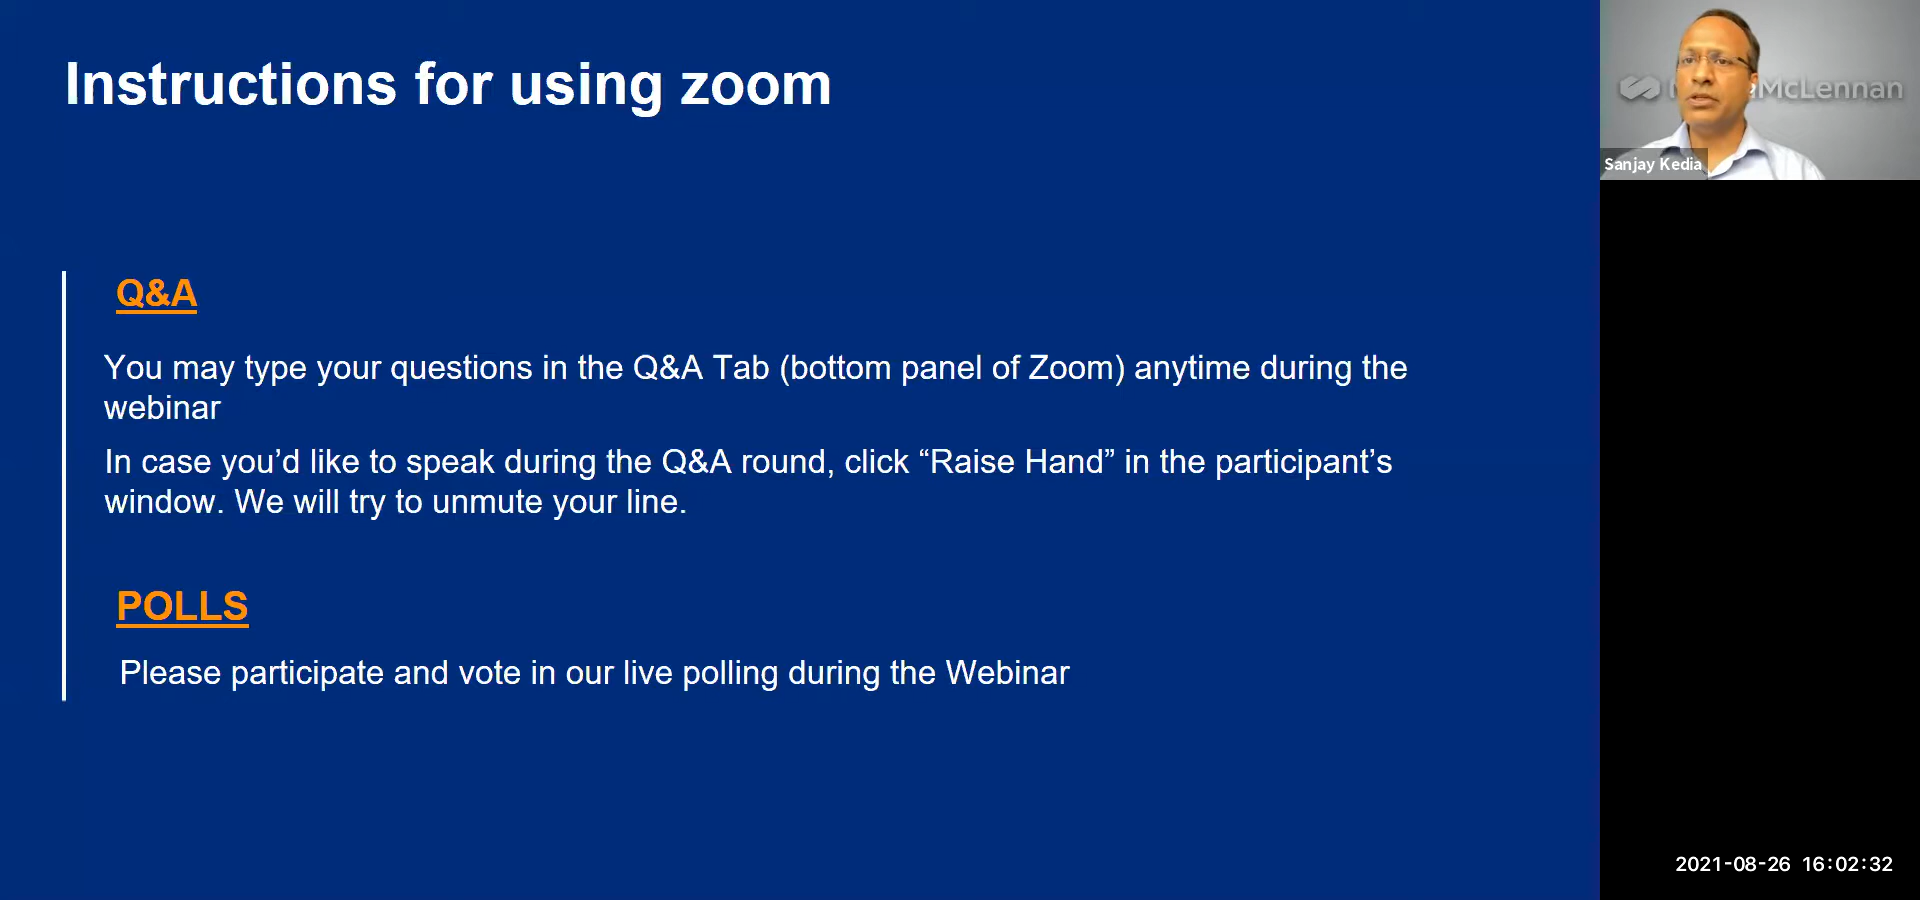 Instructions for using zoom
Q&A
You may type your questions in the Q&A Tab (bottom panel of Zoom) anytime during the
webinar
In case you’d like to speak during the Q&A round, click “Raise Hand” in the participant’s
window. We will try to unmute your line.
POLLS
Please participate and vote in our live polling during the Webinar
McLennan
Sanjay Kedia
2021-08-26 16:02:32